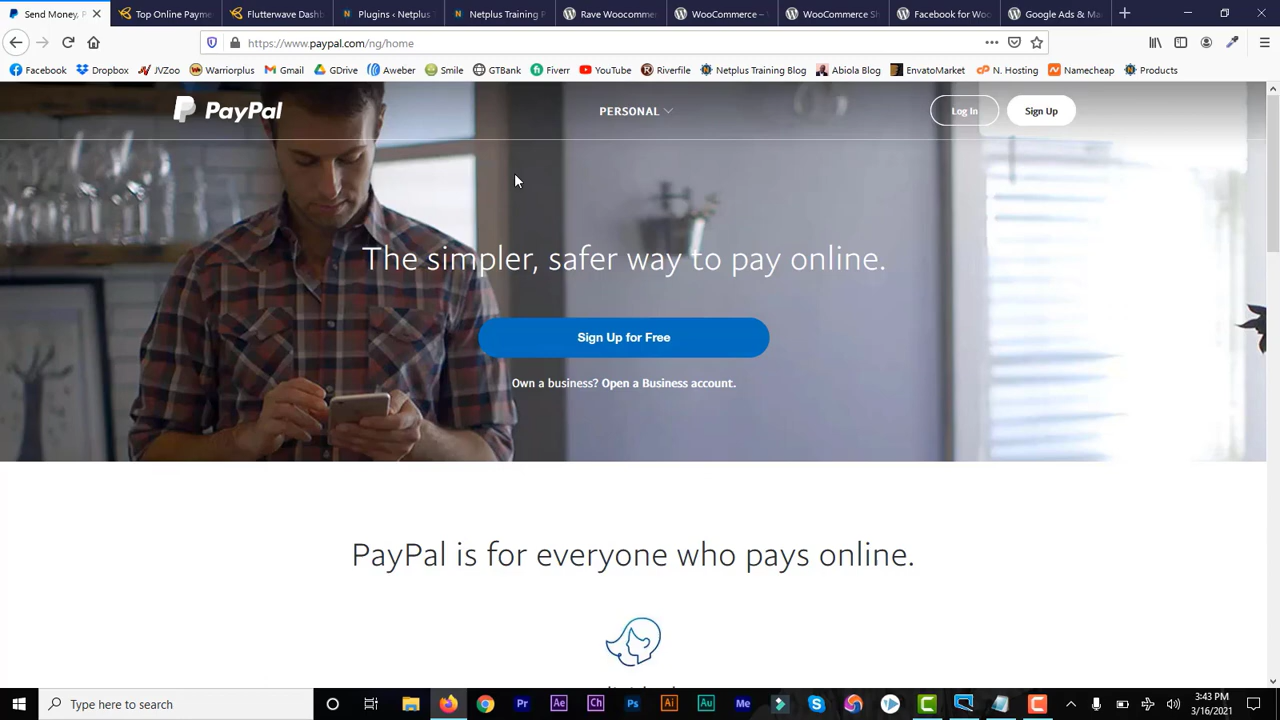 Send Money, P
Top Online Payme
Flutterwave Dashb
Plugins ‹ Netplus
Netplus Training P
Rave Woocommer
WooCommerce –
WooCommerce Sh
Facebook for Woo
Google Ads & Ma
https://www.paypal.com/ng/home
Facebook
Dropbox
JVZoo
Warriorplus
Gmail
GDrive
Aweber
Smile
GTBank
Fiverr
YouTube
Riverfile
Netplus Training Blog
Abiola Blog
EnvatoMarket
N. Hosting
Namecheap
Products
PayPal
PERSONAL
Log In
Sign Up
The simpler, safer way to pay online.
Sign Up for Free
Own a business? Open a Business account.
PayPal is for everyone who pays online.
Type here to search
3:43 PM
3/16/2021